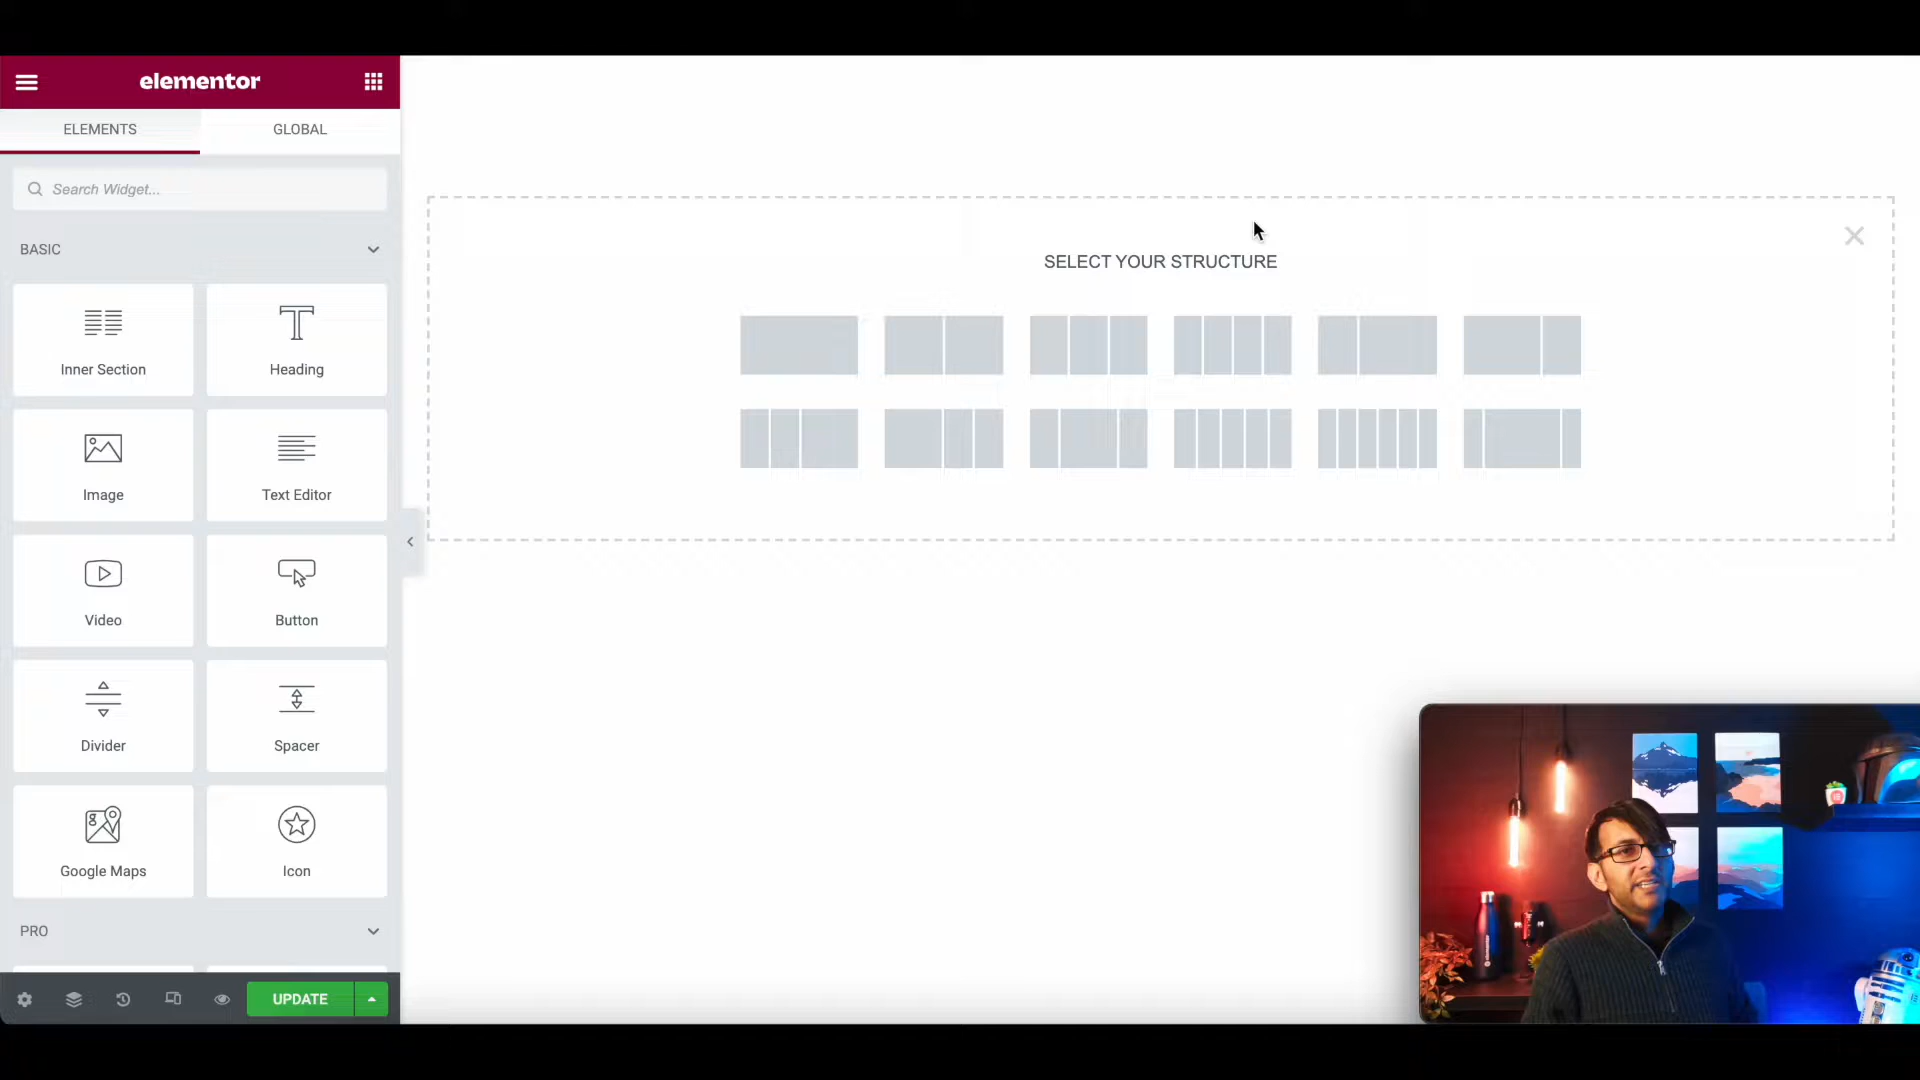 elementor
ELEMENTS
GLOBAL
Search Widget...
BASIC
Inner Section
Heading
Image
Text Editor
Video
Button
Divider
Spacer
Google Maps
Icon
PRO
UPDATE
SELECT YOUR STRUCTURE